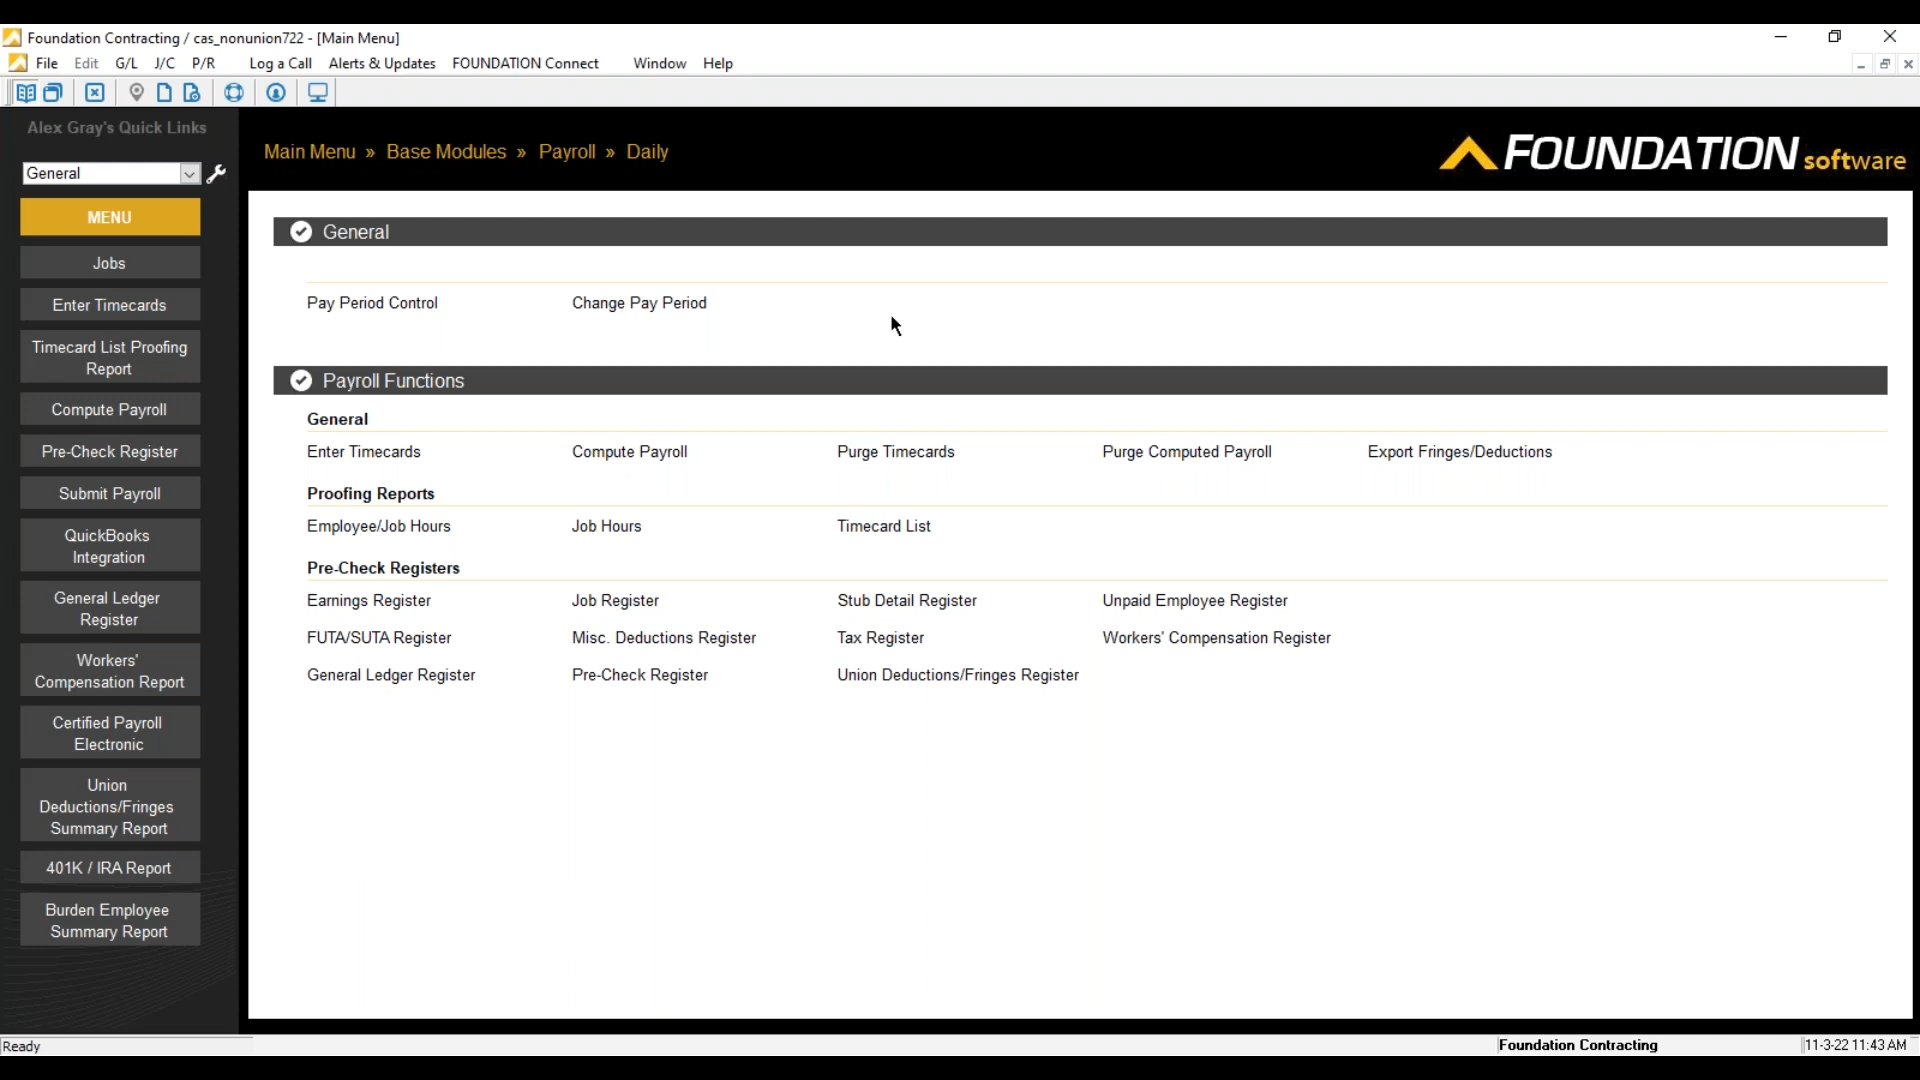 Foundation Contracting / cas_nonunion722 - [Main Menu]
File Edit G/L J/C P/R Log a Call Alerts & Updates FOUNDATION Connect Window Help
Alex Gray's Quick Links
General
MENU
Jobs
Enter Timecards
Timecard List Proofing
Report
Compute Payroll
Pre-Check Register
Submit Payroll
QuickBooks
Integration
General Ledger
Register
Workers'
Compensation Report
Certified Payroll
Electronic
Union
Deductions/Fringes
Summary Report
401K / IRA Report
Burden Employee
Summary Report
Main Menu » Base Modules » Payroll » Daily
FOUNDATION software
General
Pay Period Control Change Pay Period
Payroll Functions
General
Enter Timecards Compute Payroll Purge Timecards Purge Computed Payroll Export Fringes/Deductions
Proofing Reports
Employee/Job Hours Job Hours Timecard List
Pre-Check Registers
Earnings Register Job Register Stub Detail Register Unpaid Employee Register
FUTA/SUTA Register Misc. Deductions Register Tax Register Workers' Compensation Register
General Ledger Register Pre-Check Register Union Deductions/Fringes Register
Ready Foundation Contracting 11-3-22 11:43 AM